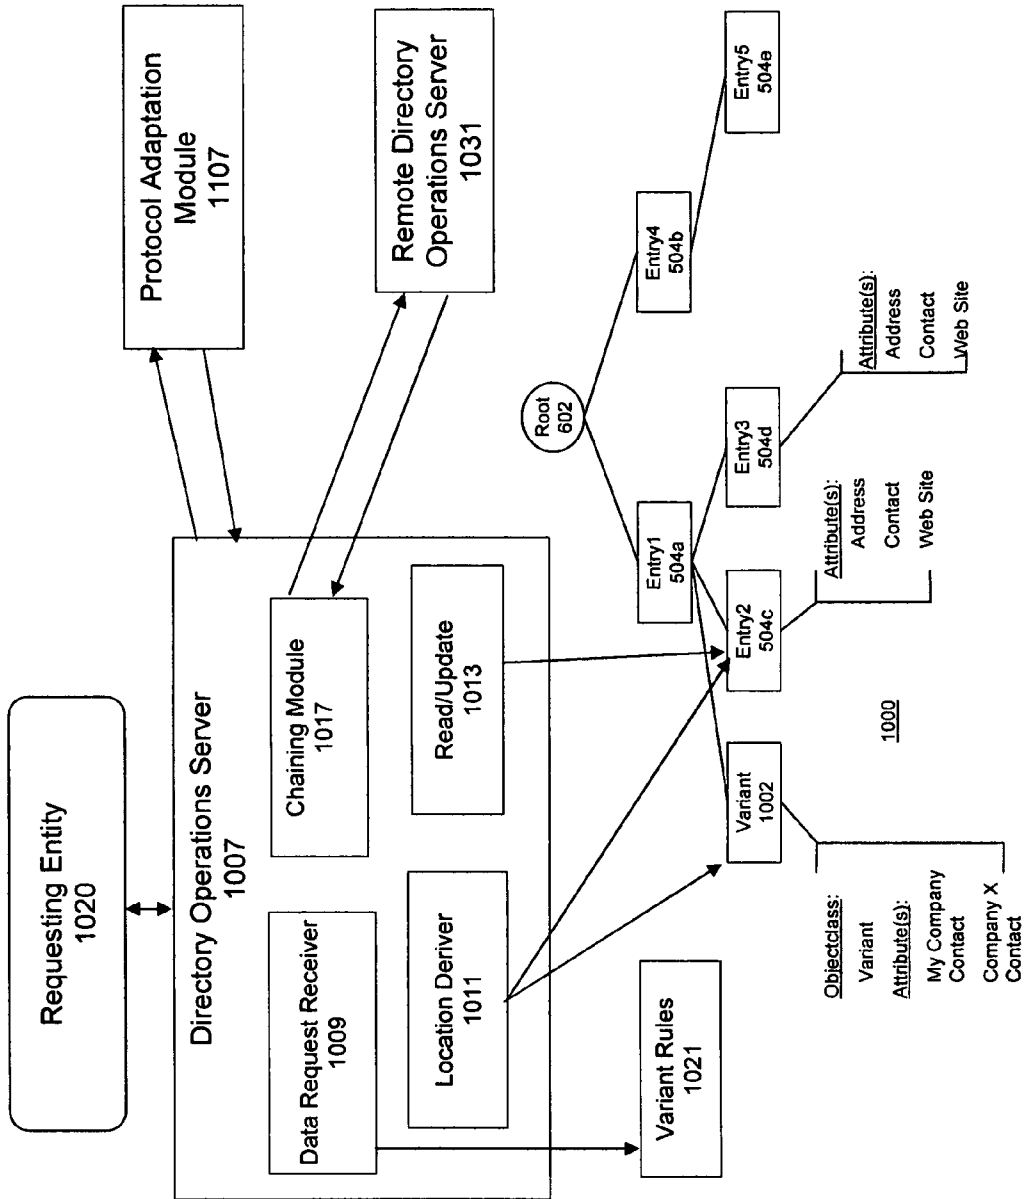 Requesting Entity
1020
Directory Operations Server
1007
Data Request Receiver
1009
Chaining Module
1017
Location Deriver
1011
Read/Update
1013
Protocol Adaptation
Module
1107
Remote Directory
Operations Server
1031
Variant Rules
1021
Root
602
Entry1
504a
Entry4
504b
Variant
1002
Entry2
504c
Entry3
504d
Entry5
504e
Objectclass:
Variant
Attribute(s):
My Company
Contact
Company X
Contact
Attribute(s):
Address
Contact
Web Site
Attribute(s):
Address
Contact
Web Site
1000